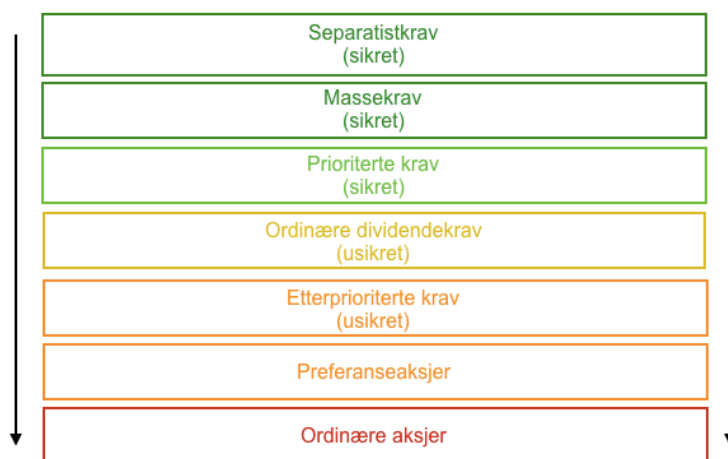 Separatistkrav
(sikret)
Massekrav
(sikret)
Prioriterte krav
(sikret)
Ordinære dividendekrav
(usikret)
Etterprioriterte krav
(usikret)
Preferanseaksjer
Ordinære aksjer